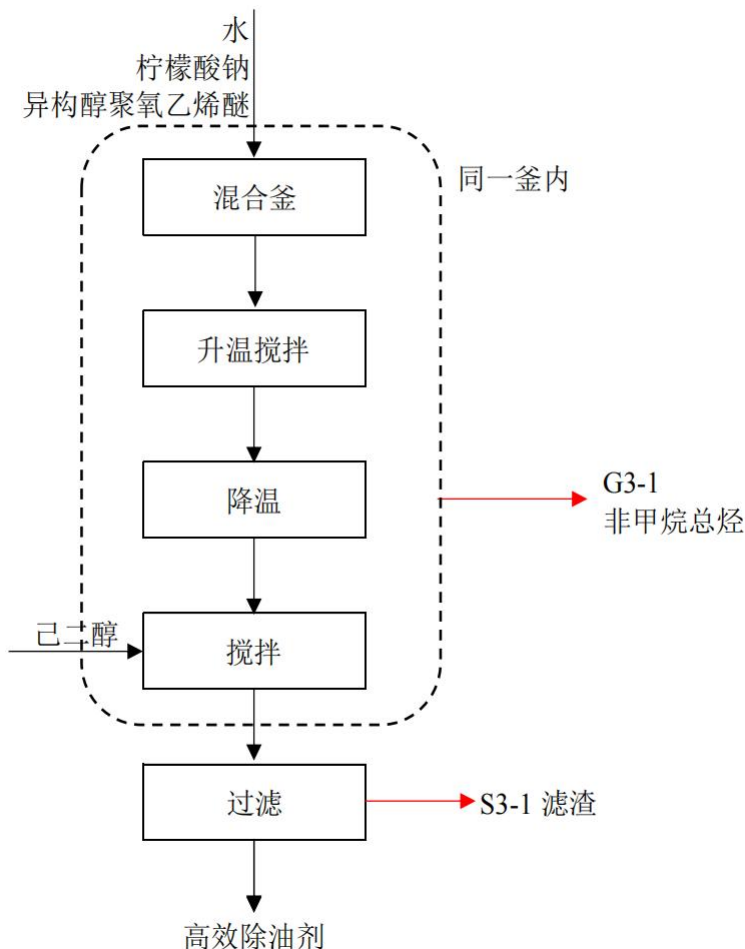 水
柠檬酸钠
异构醇聚氧乙烯醚
同一釜内
混合釜
升温搅拌
降温
G3-1
非甲烷总烃
己二醇
搅拌
过滤
S3-1 滤渣
高效除油剂